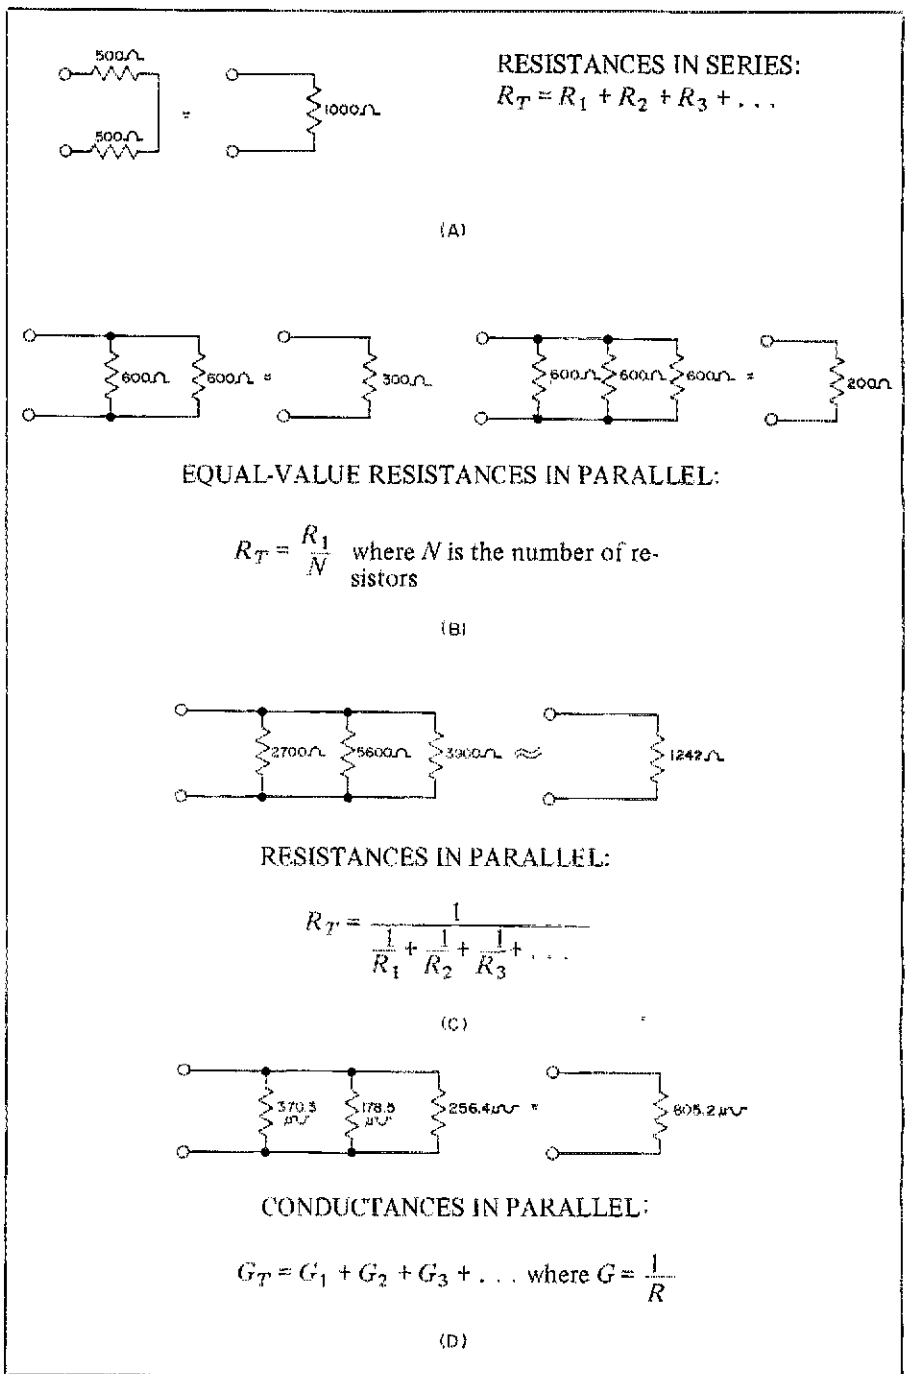 500Ω
500Ω
=
1000Ω
RESISTANCES IN SERIES:
R_T = R_1 + R_2 + R_3 + . . .
(A)
600Ω 600Ω = 300Ω
600Ω 600Ω 600Ω = 200Ω
EQUAL-VALUE RESISTANCES IN PARALLEL:
R_T = R_1/N where N is the number of re-
sistors
(B)
2700Ω 5600Ω 3900Ω ≈ 1242Ω
RESISTANCES IN PARALLEL:
R_T = 1/(1/R_1 + 1/R_2 + 1/R_3 + . . .)
(C)
370.3 μ℧ 178.5 μ℧ 256.4μ℧ = 805.2μ℧
CONDUCTANCES IN PARALLEL:
G_T = G_1 + G_2 + G_3 + . . . where G = 1/R
(D)